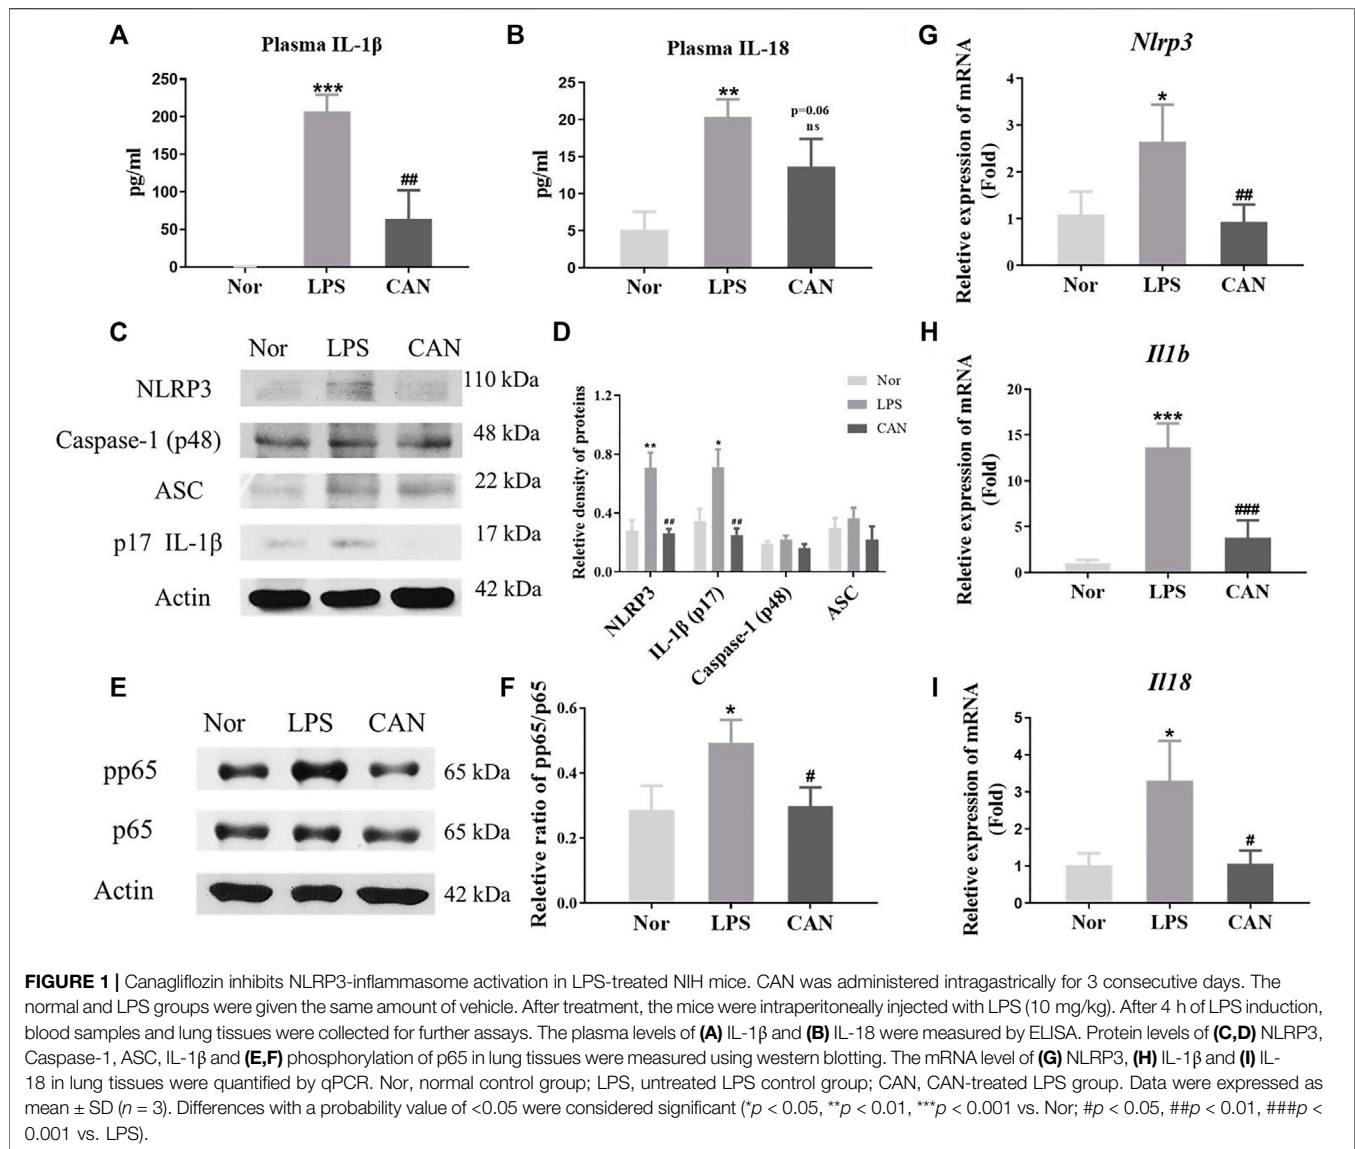 A
Plasma IL-1β
pg/ml
250
200
150
100
50
0
***
##
Nor LPS CAN
B
Plasma IL-18
pg/ml
25
20
15
10
5
0
**
p=0.06
ns
Nor LPS CAN
G
Nlrp3
Reletive expression of mRNA
(Fold)
4
3
2
1
0
*
##
Nor LPS CAN
C
Nor LPS CAN
NLRP3 110 kDa
Caspase-1 (p48) 48 kDa
ASC 22 kDa
p17 IL-1β 17 kDa
Actin 42 kDa
D
Reletive density of proteins
1.2
0.8
0.4
0.0
Nor
LPS
CAN
**
##
*
##
NLRP3
IL-1β (p17)
Caspase-1 (p48)
ASC
H
Il1b
Reletive expression of mRNA
(Fold)
20
15
10
5
0
***
###
Nor LPS CAN
E
Nor LPS CAN
pp65 65 kDa
p65 65 kDa
Actin 42 kDa
F
Reletive ratio of pp65/p65
0.6
0.4
0.2
0.0
*
#
Nor LPS CAN
I
Il18
Reletive expression of mRNA
(Fold)
5
4
3
2
1
0
*
#
Nor LPS CAN
FIGURE 1 | Canagliflozin inhibits NLRP3-inflammasome activation in LPS-treated NIH mice. CAN was administered intragastrically for 3 consecutive days. The
normal and LPS groups were given the same amount of vehicle. After treatment, the mice were intraperitoneally injected with LPS (10 mg/kg). After 4 h of LPS induction,
blood samples and lung tissues were collected for further assays. The plasma levels of (A) IL-1β and (B) IL-18 were measured by ELISA. Protein levels of (C,D) NLRP3,
Caspase-1, ASC, IL-1β and (E,F) phosphorylation of p65 in lung tissues were measured using western blotting. The mRNA level of (G) NLRP3, (H) IL-1β and (I) IL-
18 in lung tissues were quantified by qPCR. Nor, normal control group; LPS, untreated LPS control group; CAN, CAN-treated LPS group. Data were expressed as
mean ± SD (n = 3). Differences with a probability value of <0.05 were considered significant (*p < 0.05, **p < 0.01, ***p < 0.001 vs. Nor; #p < 0.05, ##p < 0.01, ###p <
0.001 vs. LPS).